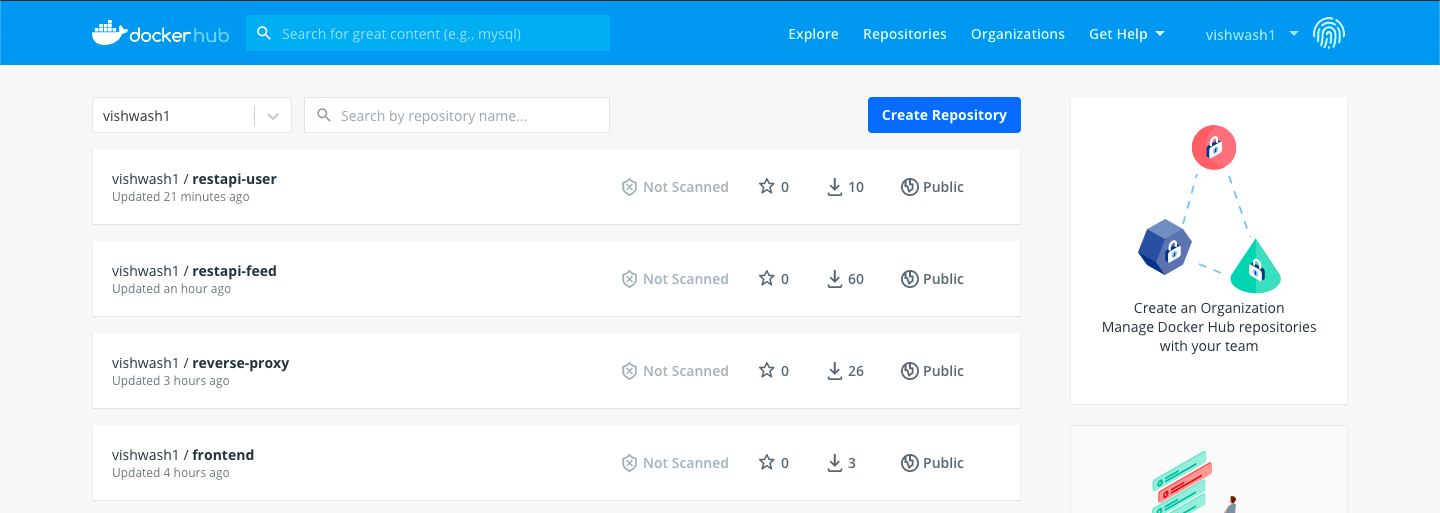 dockerhub
Search for great content (e.g., mysql)
Explore
Repositories
Organizations
Get Help
vishwash1
vishwash1
Search by repository name...
Create Repository
vishwash1 / restapi-user
Updated 21 minutes ago
Not Scanned
0
10
Public
vishwash1 / restapi-feed
Updated an hour ago
Not Scanned
0
60
Public
vishwash1 / reverse-proxy
Updated 3 hours ago
Not Scanned
0
26
Public
vishwash1 / frontend
Updated 4 hours ago
Not Scanned
0
3
Public
Create an Organization
Manage Docker Hub repositories
with your team